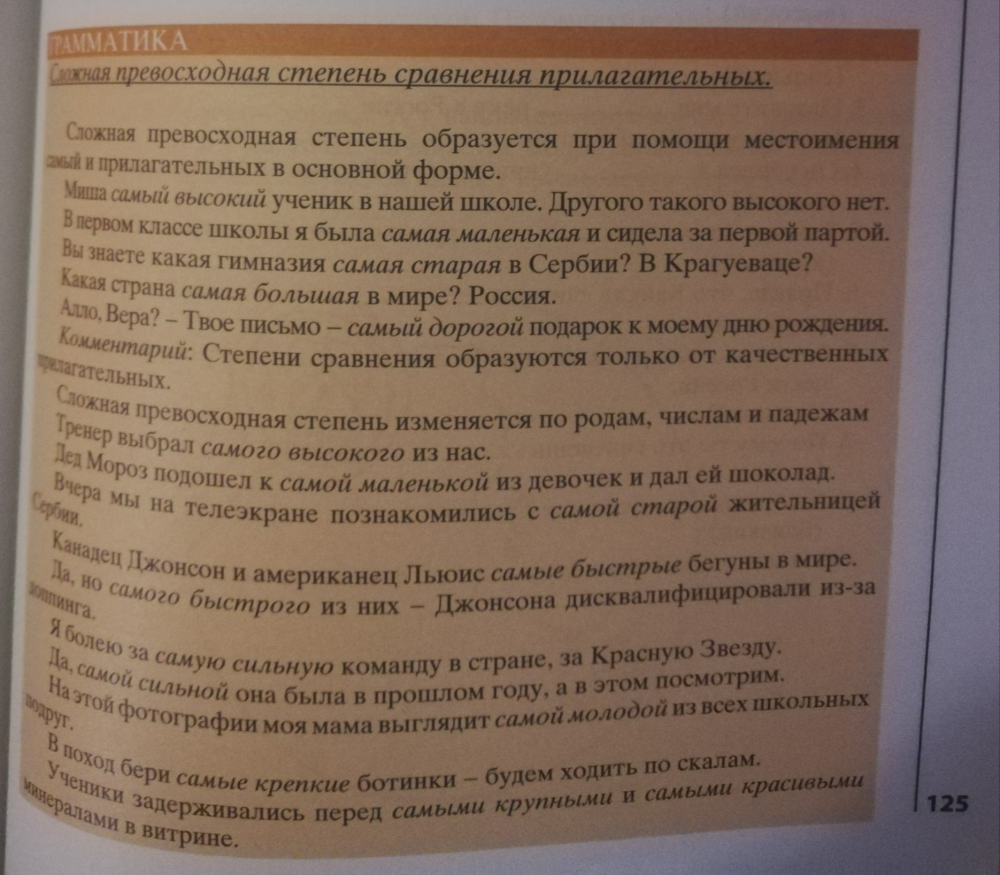 ГРАММАТИКА
Сложная превосходная степень сравнения прилагательных.
Сложная превосходная степень образуется при помощи местоимения
самый и прилагательных в основной форме.
Миша самый высокий ученик в нашей школе. Другого такого высокого нет.
В первом классе школы я была самая маленькая и сидела за первой партой.
Вы знаете какая гимназия самая старая в Сербии? В Крагуеваце?
Какая страна самая большая в мире? Россия.
Алло, Вера? – Твое письмо – самый дорогой подарок к моему дню рождения.
Комментарий: Степени сравнения образуются только от качественных
прилагательных.
Сложная превосходная степень изменяется по родам, числам и падежам
Тренер выбрал самого высокого из нас.
Дед Мороз подошел к самой маленькой из девочек и дал ей шоколад.
Вчера мы на телеэкране познакомились с самой старой жительницей
Сербии.
Канадец Джонсон и американец Льюис самые быстрые бегуны в мире.
Да, но самого быстрого из них – Джонсона дисквалифицировали из-за
доппинга.
Я болею за самую сильную команду в стране, за Красную Звезду.
Да, самой сильной она была в прошлом году, а в этом посмотрим.
На этой фотографии моя мама выглядит самой молодой из всех школьных
подруг.
В поход бери самые крепкие ботинки – будем ходить по скалам.
Ученики задерживались перед самыми крупными и самыми красивыми
минералами в витрине.
125